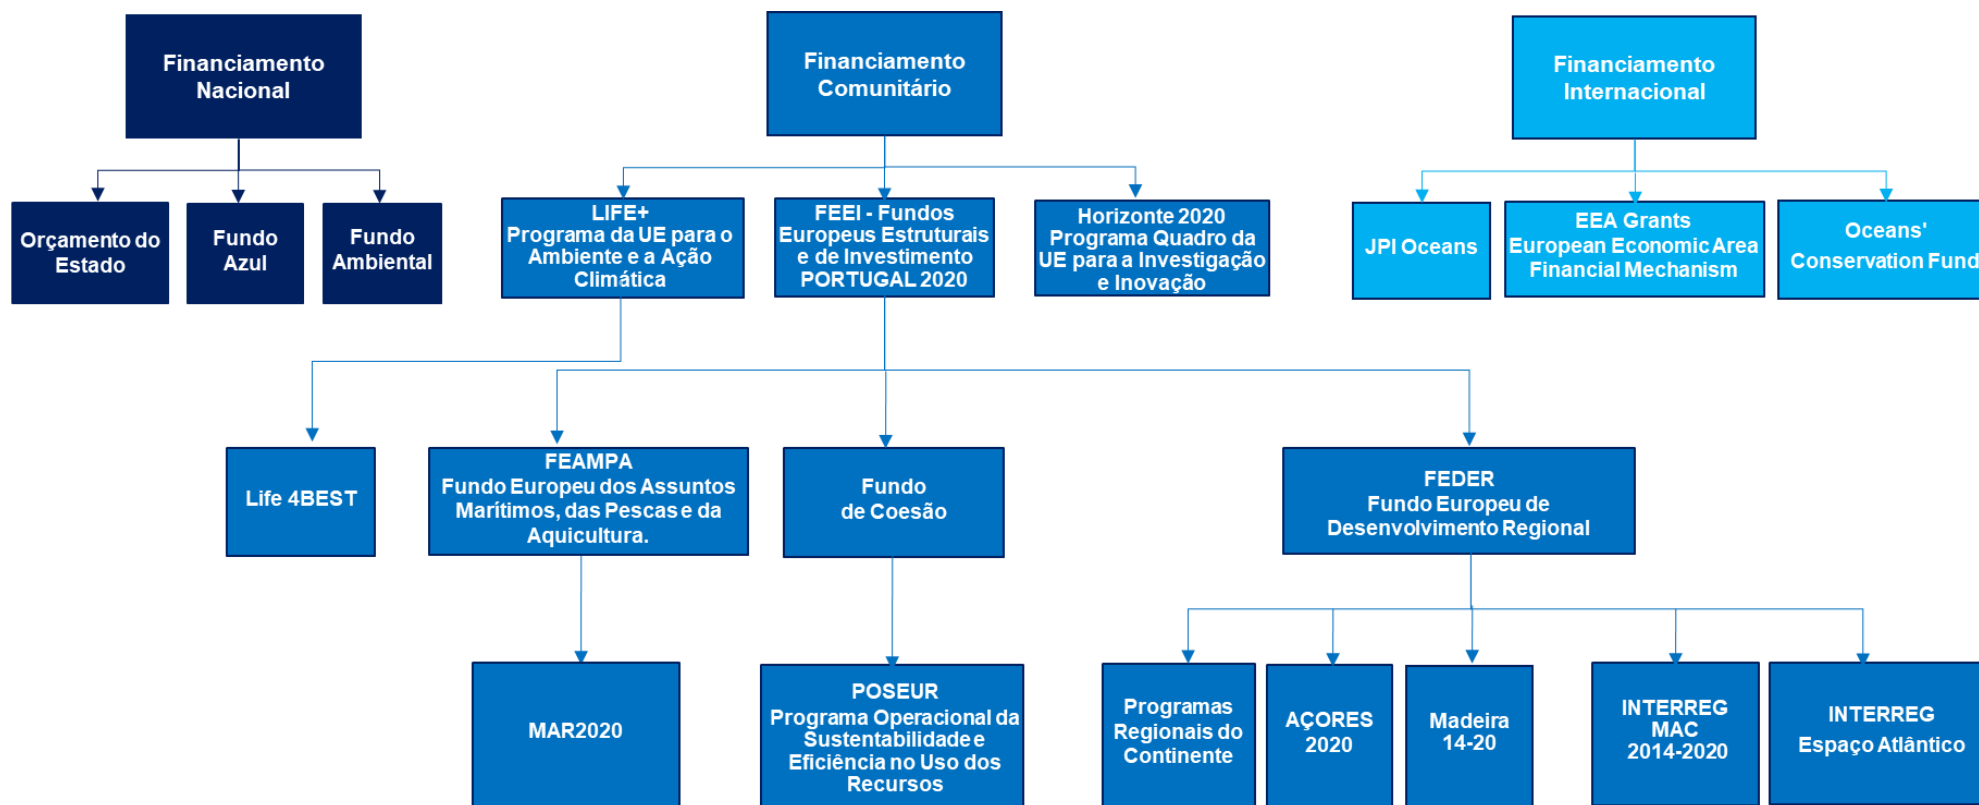 Financiamento
Nacional
Financiamento
Comunitário
Financiamento
Internacional
Orçamento do
Estado
Fundo
Azul
Fundo
Ambiental
LIFE+
Programa da UE para o
Ambiente e a Ação
Climática
FEEI - Fundos
Europeus Estruturais
e de Investimento
PORTUGAL 2020
Horizonte 2020
Programa Quadro da
UE para a Investigação
e Inovação
JPI Oceans
EEA Grants
European Economic Area
Financial Mechanism
Oceans'
Conservation Fund
Life 4BEST
FEAMPA
Fundo Europeu dos Assuntos
Marítimos, das Pescas e da
Aquicultura.
Fundo
de Coesão
FEDER
Fundo Europeu de
Desenvolvimento Regional
MAR2020
POSEUR
Programa Operacional da
Sustentabilidade e
Eficiência no Uso dos
Recursos
Programas
Regionais do
Continente
AÇORES
2020
Madeira
14-20
INTERREG
MAC
2014-2020
INTERREG
Espaço Atlântico